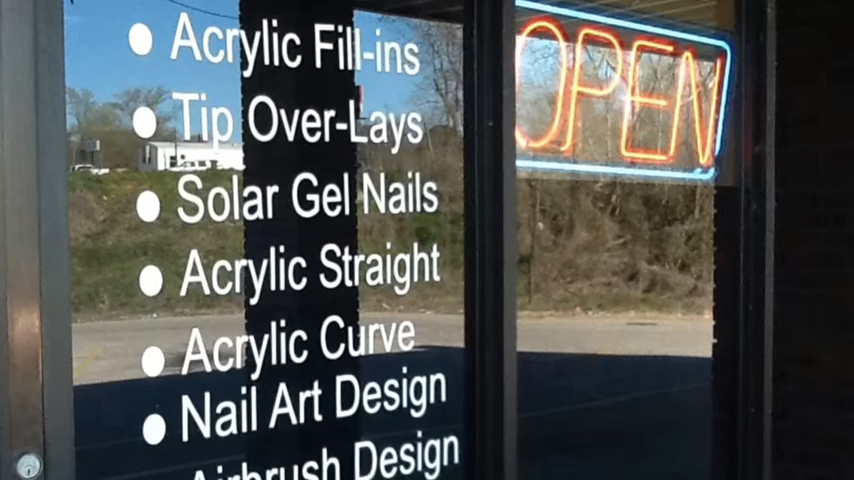 Acrylic Fill-ins
Tip Over-Lays
Solar Gel Nails
Acrylic Straight
Acrylic Curve
Nail Art Design
Airbrush Design
OPEN